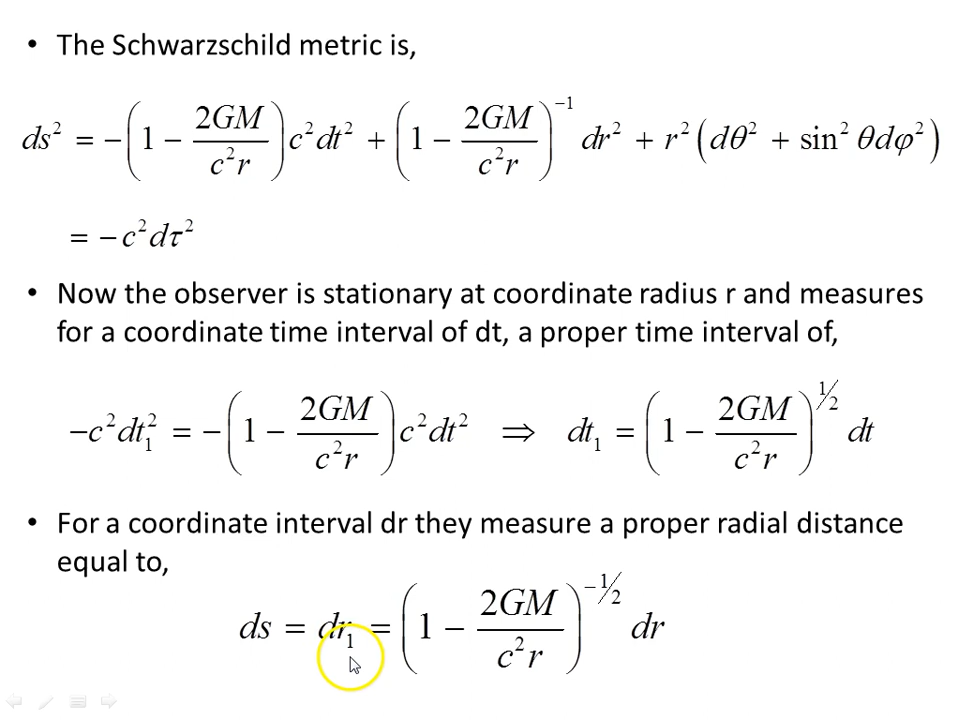 • The Schwarzschild metric is,
ds² = −(1 − 2GM/c²r)c²dt² + (1 − 2GM/c²r)⁻¹ dr² + r²(dθ² + sin²θdφ²)
= −c²dτ²
• Now the observer is stationary at coordinate radius r and measures
for a coordinate time interval of dt, a proper time interval of,
−c²dt₁² = −(1 − 2GM/c²r)c²dt² ⇒ dt₁ = (1 − 2GM/c²r)^½ dt
• For a coordinate interval dr they measure a proper radial distance
equal to,
ds = dr₁ = (1 − 2GM/c²r)^−½ dr